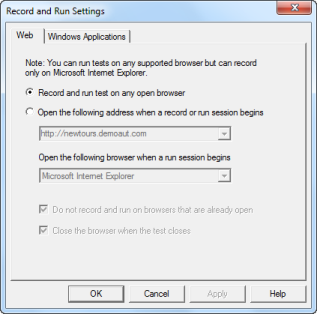 Record and Run Settings
Web
Windows Applications
Note: You can run tests on any supported browser but can record
only on Microsoft Internet Explorer.
Record and run test on any open browser
Open the following address when a record or run session begins
http://newtours.demoaut.com
Open the following browser when a run session begins
Microsoft Internet Explorer
Do not record and run on browsers that are already open
Close the browser when the test closes
OK
Cancel
Apply
Help